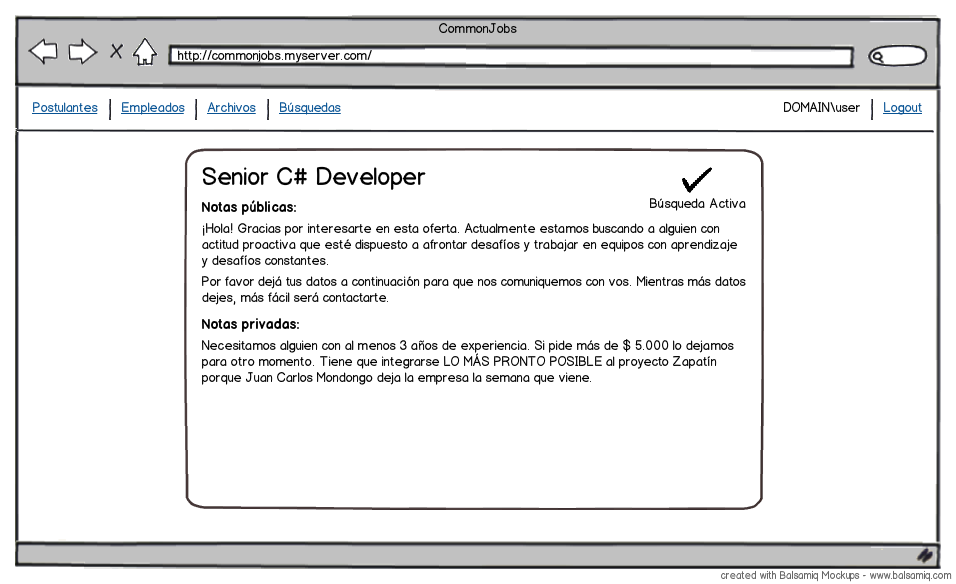 CommonJobs
http://commonjobs.myserver.com/
Postulantes Empleados Archivos Búsquedas DOMAIN\user Logout
Senior C# Developer
Búsqueda Activa
Notas públicas:
¡Hola! Gracias por interesarte en esta oferta. Actualmente estamos buscando a alguien con
actitud proactiva que esté dispuesto a afrontar desafíos y trabajar en equipos con aprendizaje
y desafíos constantes.
Por favor dejá tus datos a continuación para que nos comuniquemos con vos. Mientras más datos
dejes, más fácil será contactarte.
Notas privadas:
Necesitamos alguien con al menos 3 años de experiencia. Si pide más de $ 5.000 lo dejamos
para otro momento. Tiene que integrarse LO MÁS PRONTO POSIBLE al proyecto Zapatín
porque Juan Carlos Mondongo deja la empresa la semana que viene.
created with Balsamiq Mockups - www.balsamiq.com